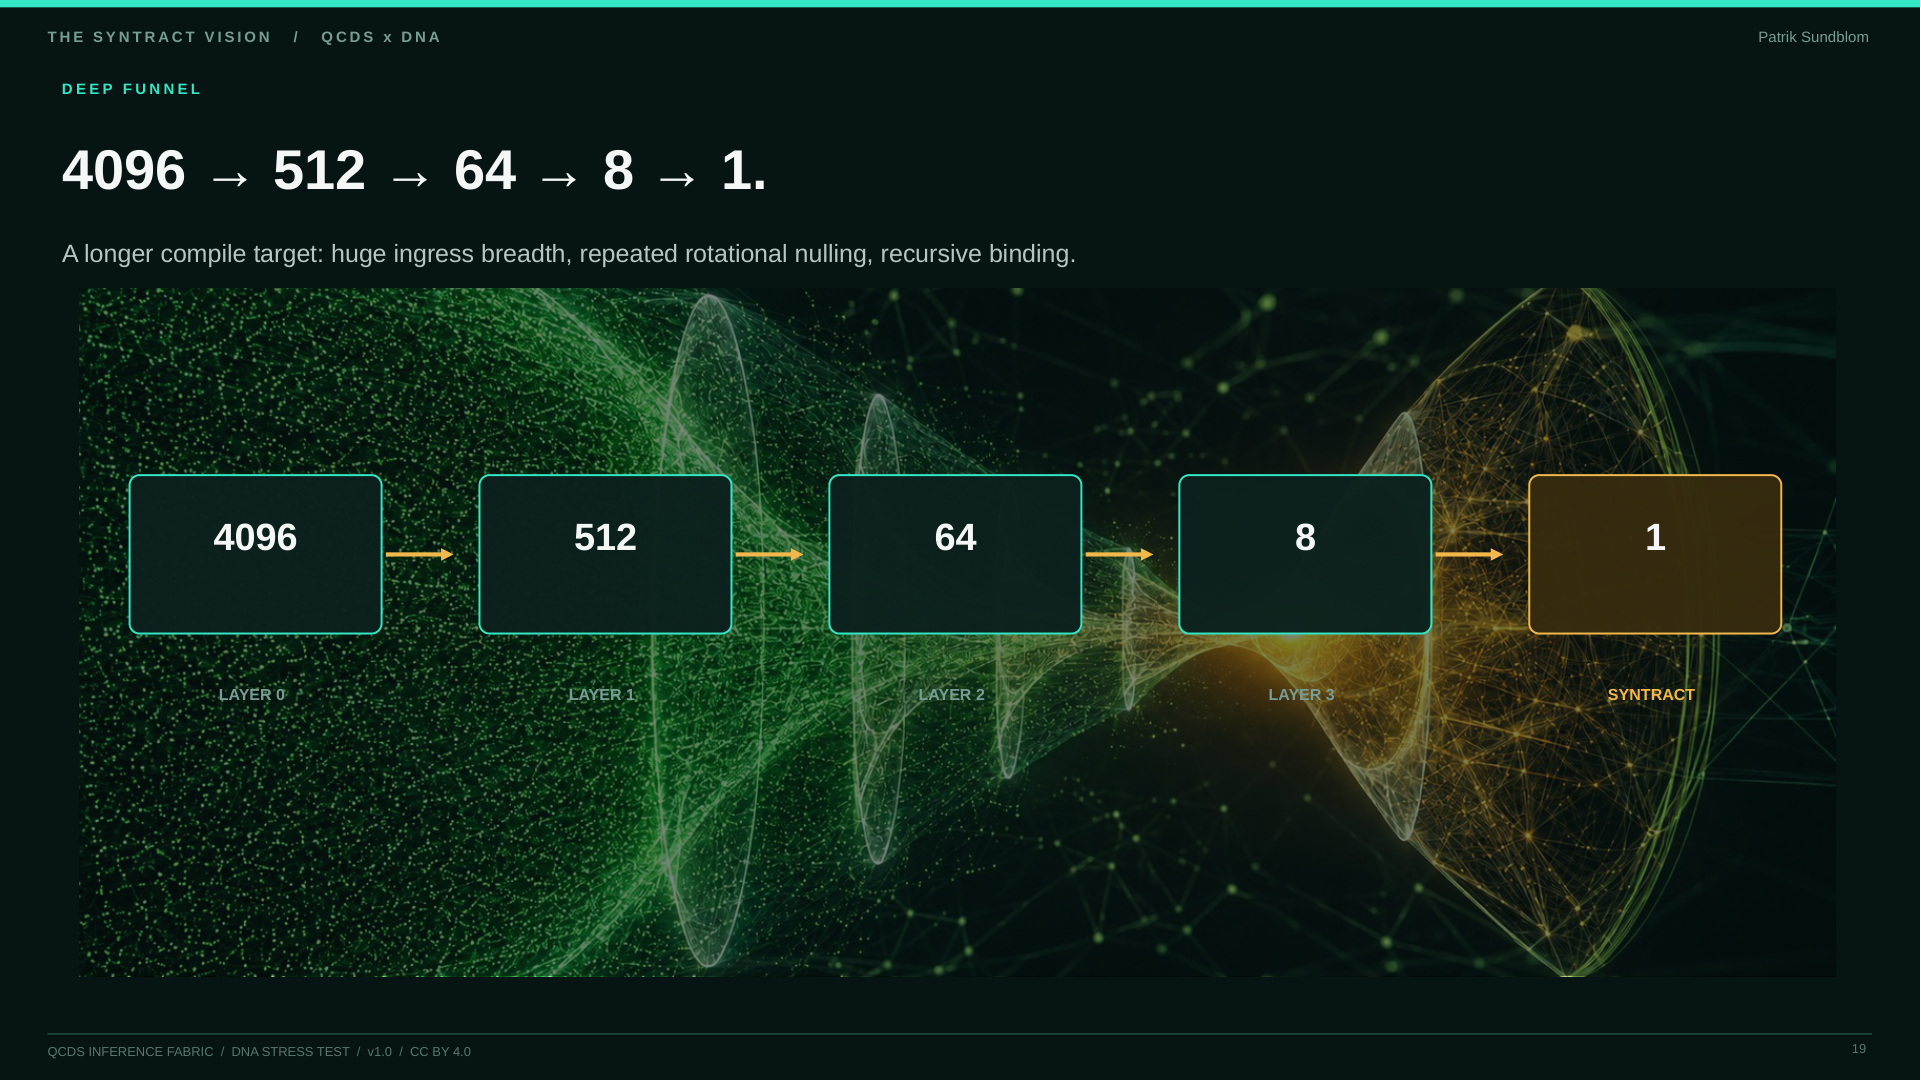 THE SYNTRACT VISION / QCDS x DNA
Patrik Sundblom
DEEP FUNNEL
4096 → 512 → 64 → 8 → 1.
A longer compile target: huge ingress breadth, repeated rotational nulling, recursive binding.
4096
512
64
8
1
LAYER 0
LAYER 1
LAYER 2
LAYER 3
SYNTRACT
QCDS INFERENCE FABRIC / DNA STRESS TEST / v1.0 / CC BY 4.0
19